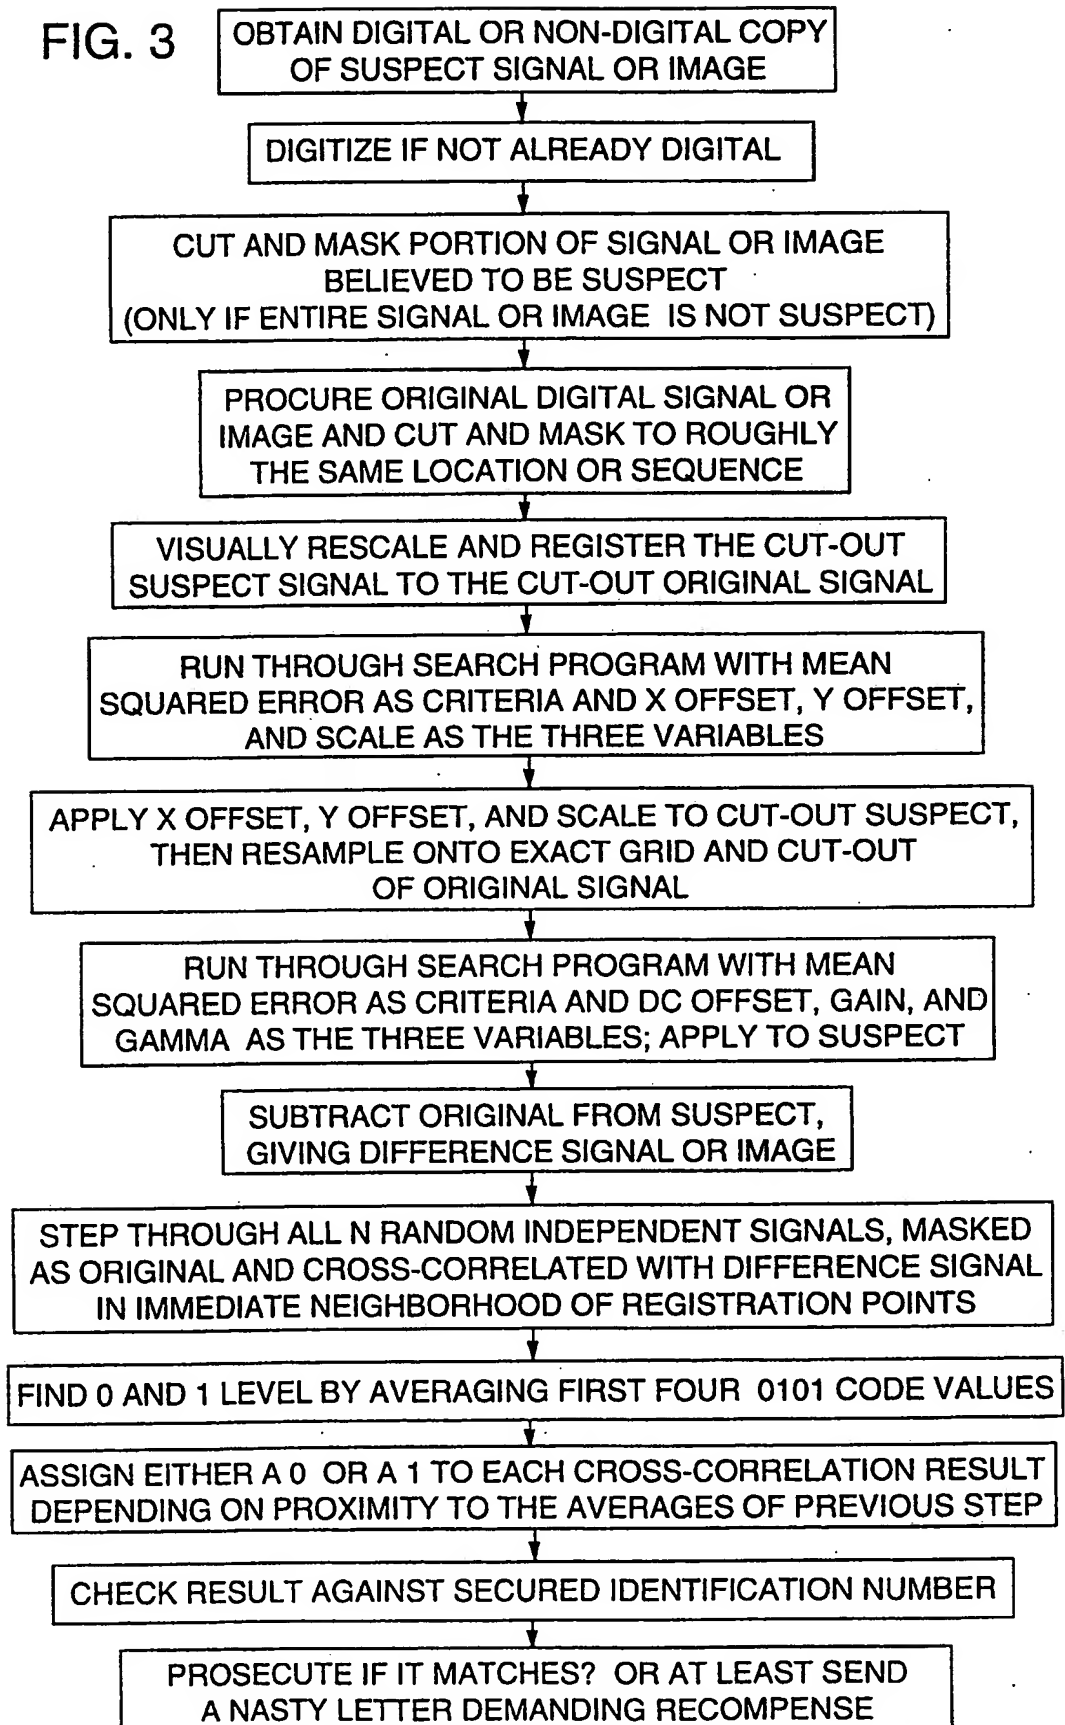 FIG. 3
OBTAIN DIGITAL OR NON-DIGITAL COPY
OF SUSPECT SIGNAL OR IMAGE
DIGITIZE IF NOT ALREADY DIGITAL
CUT AND MASK PORTION OF SIGNAL OR IMAGE
BELIEVED TO BE SUSPECT
(ONLY IF ENTIRE SIGNAL OR IMAGE IS NOT SUSPECT)
PROCURE ORIGINAL DIGITAL SIGNAL OR
IMAGE AND CUT AND MASK TO ROUGHLY
THE SAME LOCATION OR SEQUENCE
VISUALLY RESCALE AND REGISTER THE CUT-OUT
SUSPECT SIGNAL TO THE CUT-OUT ORIGINAL SIGNAL
RUN THROUGH SEARCH PROGRAM WITH MEAN
SQUARED ERROR AS CRITERIA AND X OFFSET, Y OFFSET,
AND SCALE AS THE THREE VARIABLES
APPLY X OFFSET, Y OFFSET, AND SCALE TO CUT-OUT SUSPECT,
THEN RESAMPLE ONTO EXACT GRID AND CUT-OUT
OF ORIGINAL SIGNAL
RUN THROUGH SEARCH PROGRAM WITH MEAN
SQUARED ERROR AS CRITERIA AND DC OFFSET, GAIN, AND
GAMMA AS THE THREE VARIABLES; APPLY TO SUSPECT
SUBTRACT ORIGINAL FROM SUSPECT,
GIVING DIFFERENCE SIGNAL OR IMAGE
STEP THROUGH ALL N RANDOM INDEPENDENT SIGNALS, MASKED
AS ORIGINAL AND CROSS-CORRELATED WITH DIFFERENCE SIGNAL
IN IMMEDIATE NEIGHBORHOOD OF REGISTRATION POINTS
FIND 0 AND 1 LEVEL BY AVERAGING FIRST FOUR 0101 CODE VALUES
ASSIGN EITHER A 0 OR A 1 TO EACH CROSS-CORRELATION RESULT
DEPENDING ON PROXIMITY TO THE AVERAGES OF PREVIOUS STEP
CHECK RESULT AGAINST SECURED IDENTIFICATION NUMBER
PROSECUTE IF IT MATCHES? OR AT LEAST SEND
A NASTY LETTER DEMANDING RECOMPENSE